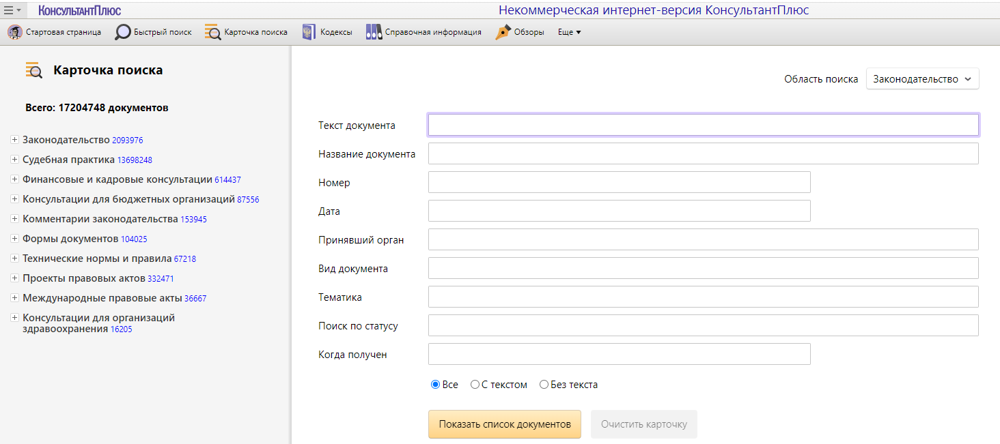 КонсультантПлюс
Некоммерческая интернет-версия КонсультантПлюс
Стартовая страница Быстрый поиск Карточка поиска Кодексы Справочная информация Обзоры Еще
Карточка поиска
Всего: 17204748 документов
Законодательство 2093976
Судебная практика 13698248
Финансовые и кадровые консультации 614437
Консультации для бюджетных организаций 87556
Комментарии законодательства 153945
Формы документов 104025
Технические нормы и правила 67218
Проекты правовых актов 332471
Международные правовые акты 36667
Консультации для организаций
здравоохранения 16205
Область поиска Законодательство
Текст документа
Название документа
Номер
Дата
Принявший орган
Вид документа
Тематика
Поиск по статусу
Когда получен
Все С текстом Без текста
Показать список документов Очистить карточку